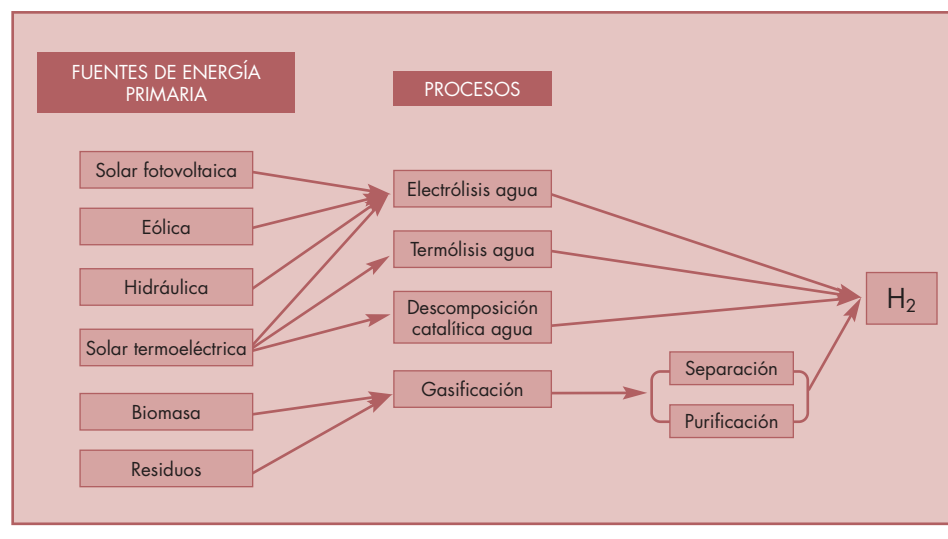 FUENTES DE ENERGÍA
PRIMARIA
PROCESOS
Solar fotovoltaica
Eólica
Hidráulica
Solar termoeléctrica
Biomasa
Residuos
Electrólisis agua
Termólisis agua
Descomposición
catalítica agua
Gasificación
Separación
Purificación
H₂